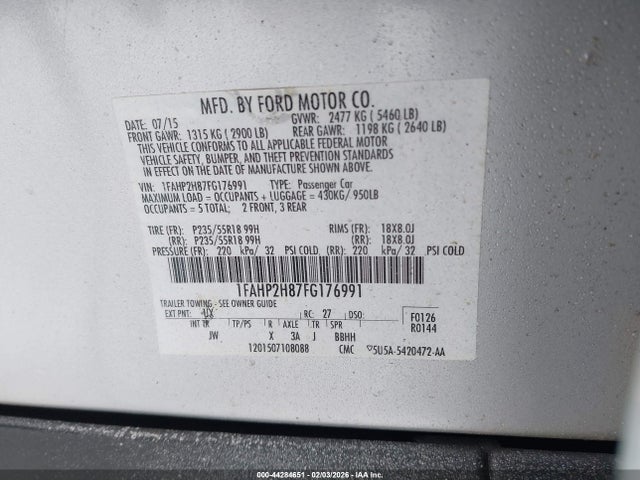 MFD. BY FORD MOTOR CO.
DATE: 07/15 GVWR: 2477 KG ( 5460 LB)
FRONT GAWR: 1315 KG ( 2900 LB) REAR GAWR: 1198 KG ( 2640 LB)
THIS VEHICLE CONFORMS TO ALL APPLICABLE FEDERAL MOTOR
VEHICLE SAFETY, BUMPER, AND THEFT PREVENTION STANDARDS
IN EFFECT ON THE DATE OF MANUFACTURE SHOWN ABOVE.
VIN: 1FAHP2H87FG176991 TYPE: Passenger Car
MAXIMUM LOAD = OCCUPANTS + LUGGAGE = 430KG/ 950LB
OCCUPANTS = 5 TOTAL; 2 FRONT, 3 REAR
TIRE (FR): P235/55R18 99H RIMS (FR): 18X8.0J
(RR): P235/55R18 99H (RR): 18X8.0J
PRESSURE (FR): 220 kPa/ 32 PSI COLD (RR): 220 kPa/ 32 PSI COLD
1FAHP2H87FG176991
TRAILER TOWING - SEE OWNER GUIDE
EXT PNT: UX RC: 27 DSO: F0126
INT TR TP/PS R AXLE TR SPR R0144
JW X 3A J BBHH
1201507108088 CMC ▽5U5A-5420472-AA
000-44284651 - 02/03/2026 - COPYRIGHT IAA, LLC